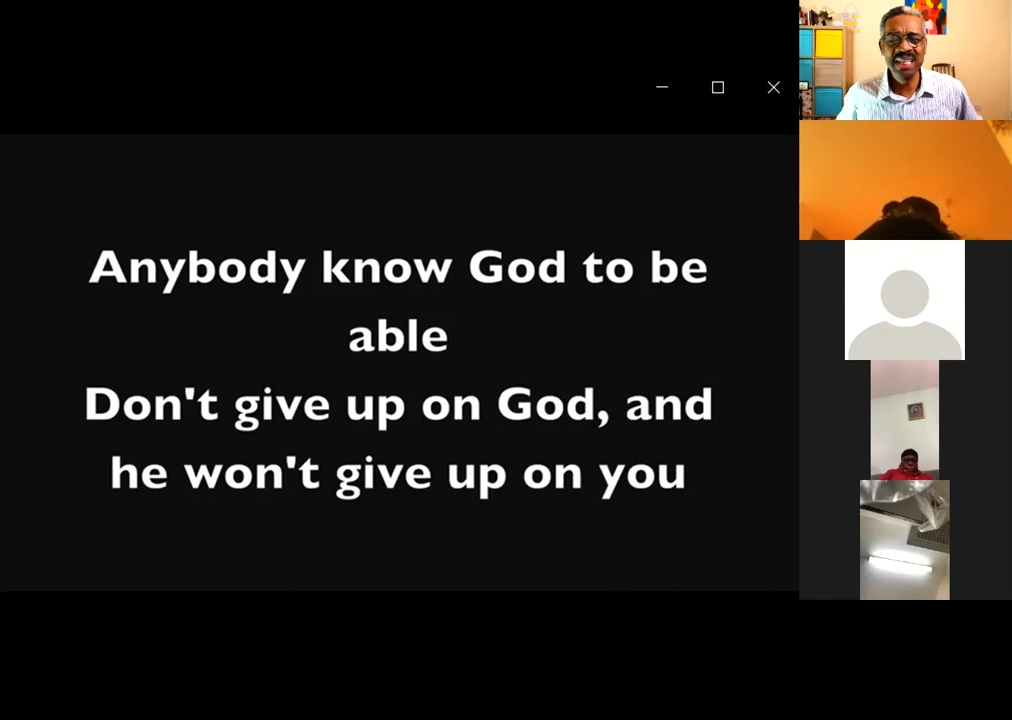 Anybody know God to be
able
Don't give up on God, and
he won't give up on you